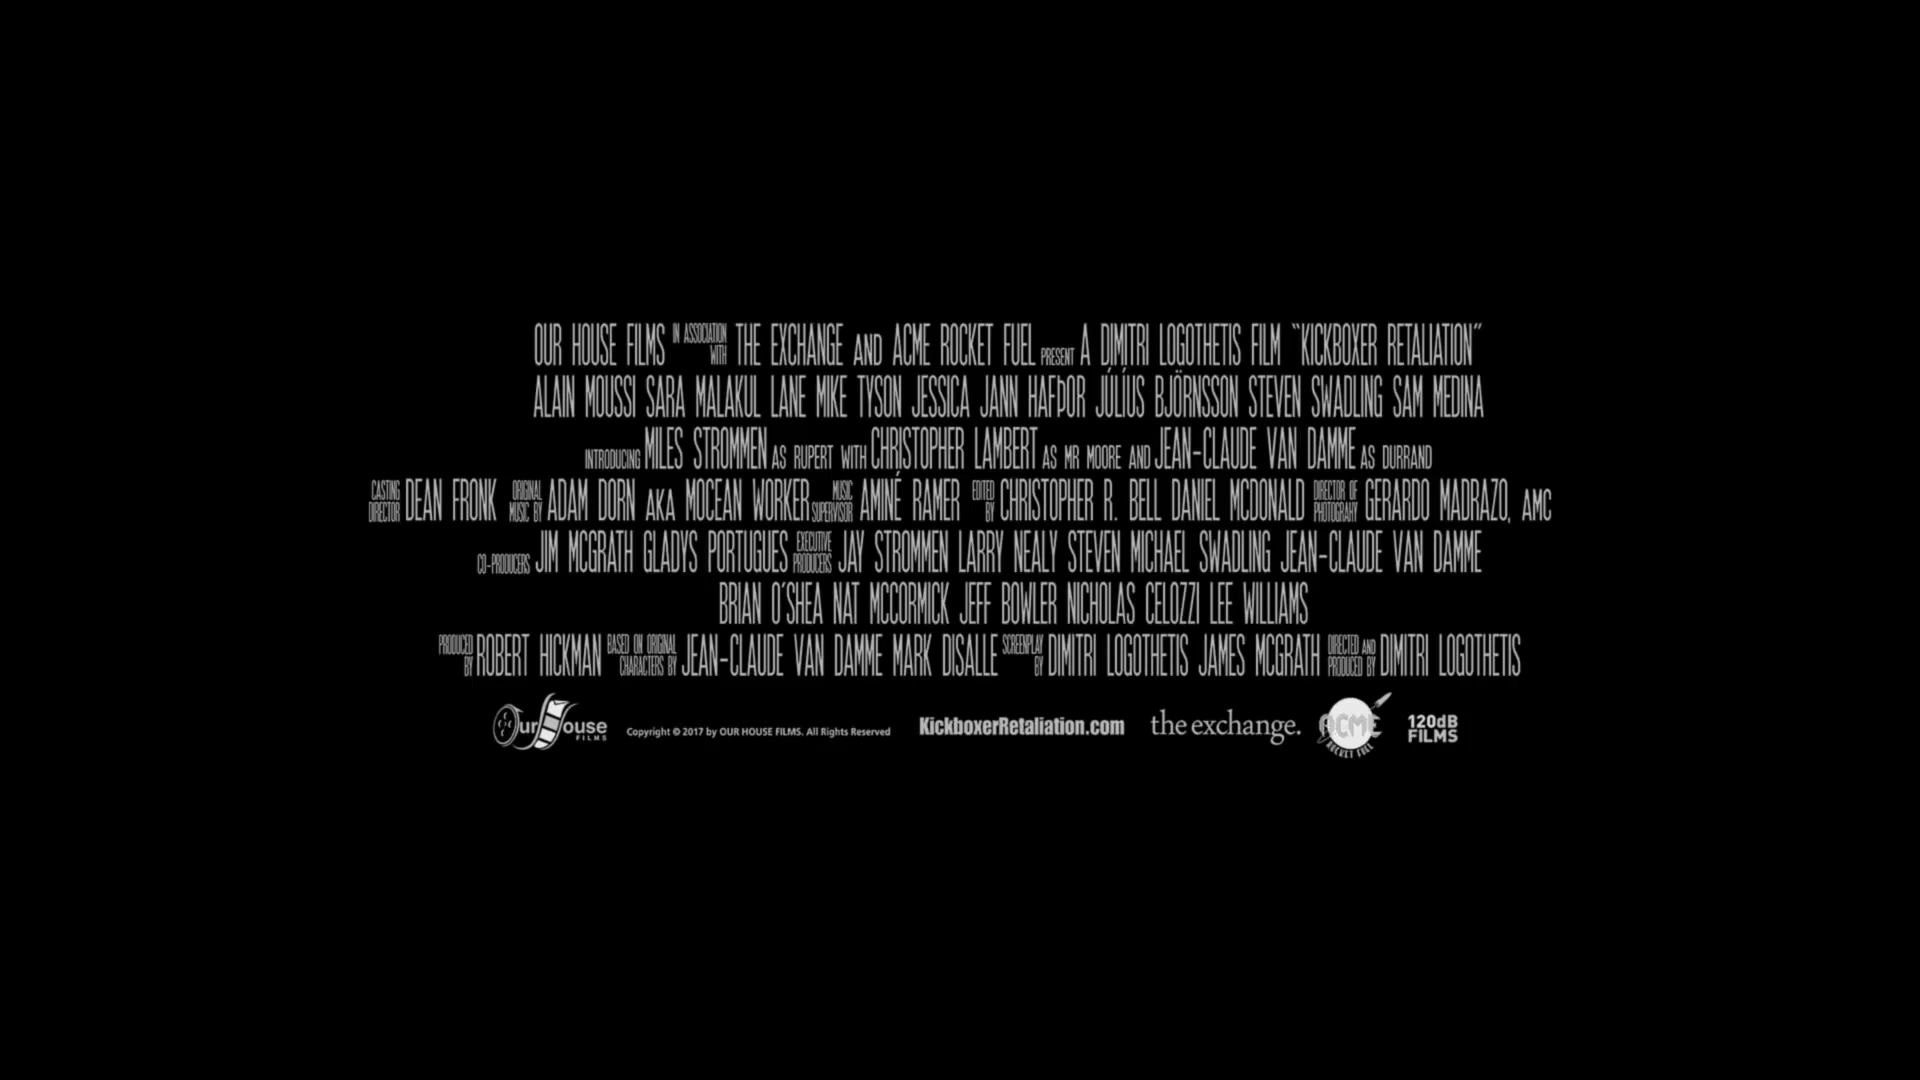 OUR HOUSE FILMS IN ASSOCIATION WITH THE EXCHANGE AND ACME ROCKET FUEL PRESENT A DIMITRI LOGOTHETIS FILM "KICKBOXER RETALIATION"
ALAIN MOUSSI SARA MALAKUL LANE MIKE TYSON JESSICA JANN HAFÞOR JÚLÍUS BJÖRNSSON STEVEN SWADLING SAM MEDINA
INTRODUCING MILES STROMMEN AS RUPERT WITH CHRISTOPHER LAMBERT AS MR MOORE AND JEAN-CLAUDE VAN DAMME AS DURRAND
CASTING DIRECTOR DEAN FRONK ORIGINAL MUSIC BY ADAM DORN AKA MOCEAN WORKER MUSIC SUPERVISOR AMINÉ RAMER EDITED BY CHRISTOPHER R. BELL DANIEL MCDONALD DIRECTOR OF PHOTOGRAHY GERARDO MADRAZO, AMC
CO-PRODUCERS JIM MCGRATH GLADYS PORTUGUES EXECUTIVE PRODUCERS JAY STROMMEN LARRY NEALY STEVEN MICHAEL SWADLING JEAN-CLAUDE VAN DAMME
BRIAN O'SHEA NAT MCCORMICK JEFF BOWLER NICHOLAS CELOZZI LEE WILLIAMS
PRODUCED BY ROBERT HICKMAN BASED ON ORIGINAL CHARACTERS BY JEAN-CLAUDE VAN DAMME MARK DISALLE SCREENPLAY BY DIMITRI LOGOTHETIS JAMES MCGRATH DIRECTED AND PRODUCED BY DIMITRI LOGOTHETIS
Our House FILMS Copyright © 2017 by OUR HOUSE FILMS. All Rights Reserved KickboxerRetaliation.com the exchange. ACME ROCKET FUEL 120dB FILMS